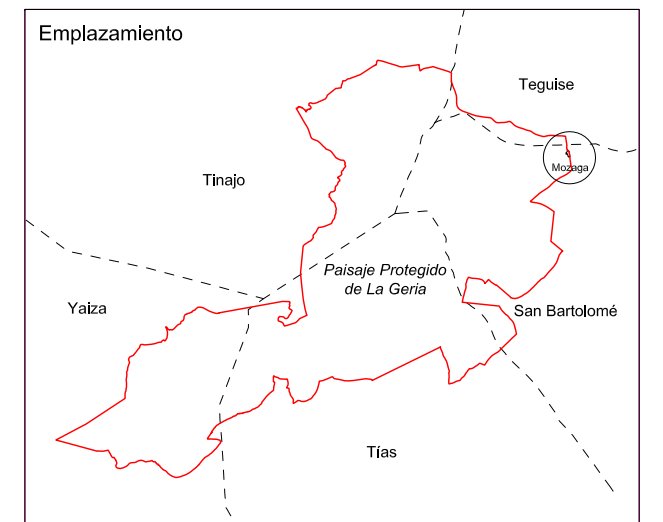 Emplazamiento
Teguise
Mozaga
Tinajo
Paisaje Protegido
de La Geria
Yaiza
San Bartolomé
Tías